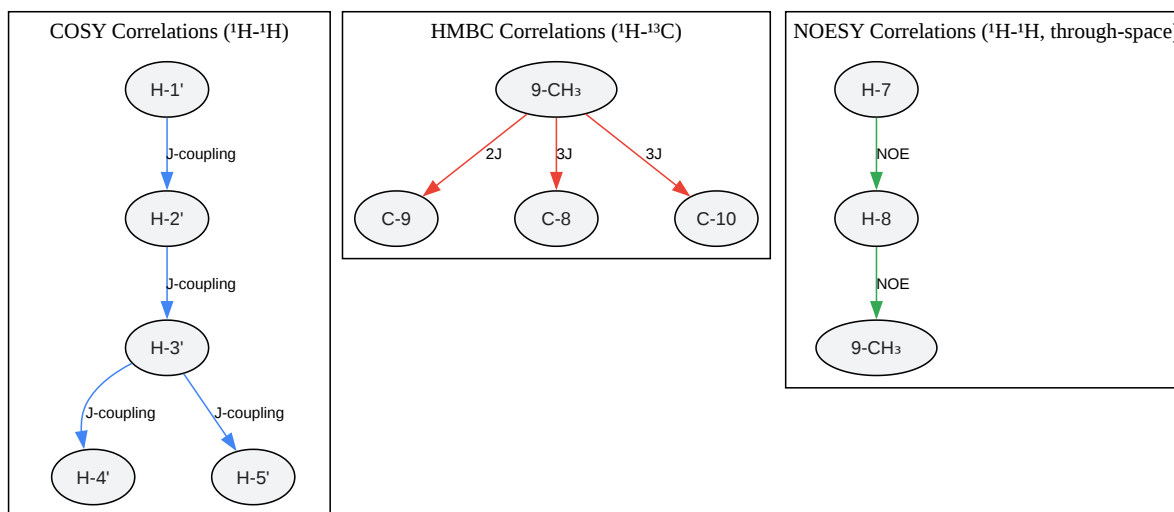 COSY Correlations (¹H-¹H)
H-1'
J-coupling
H-2'
J-coupling
H-3'
J-coupling
J-coupling
H-4'
H-5'
HMBC Correlations (¹H-¹³C)
9-CH₃
2J
3J
3J
C-9
C-8
C-10
NOESY Correlations (¹H-¹H, through-space)
H-7
NOE
H-8
NOE
9-CH₃